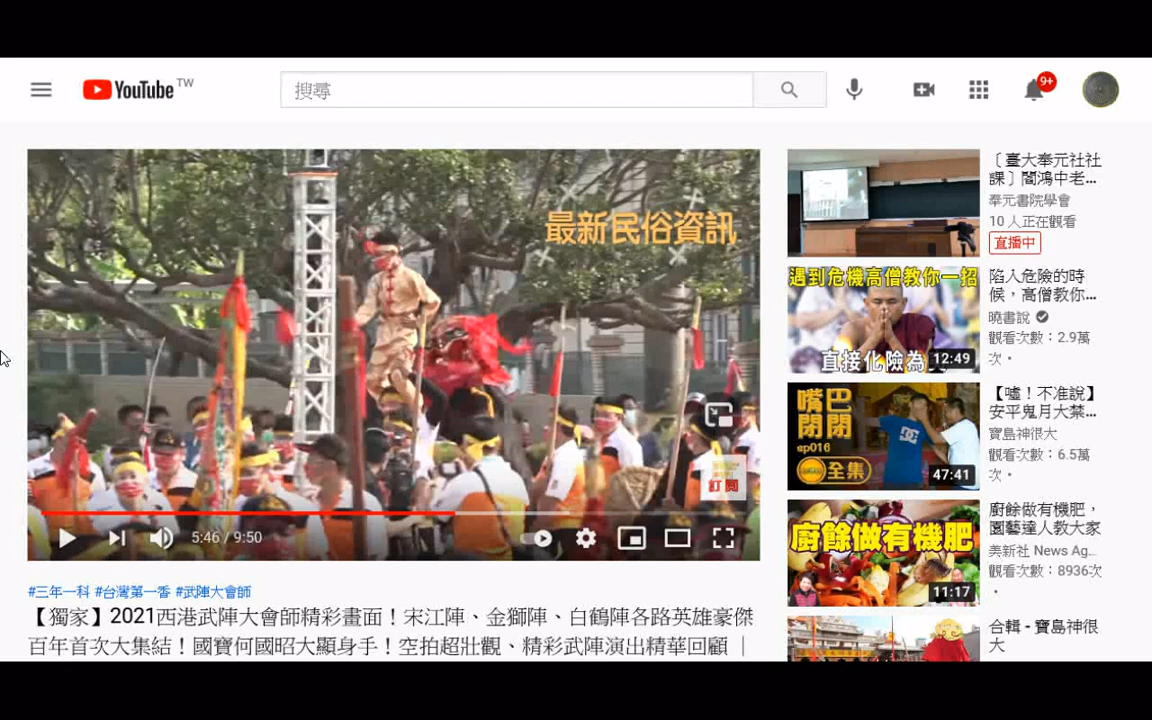 YouTube TW
搜尋
9+
最新民俗資訊
訂閱
5:46 / 9:50
#三年一科 #台灣第一香 #武陣大會師
【獨家】2021西港武陣大會師精彩畫面！宋江陣、金獅陣、白鶴陣各路英雄豪傑
百年首次大集結！國寶何國昭大顯身手！空拍超壯觀、精彩武陣演出精華回顧｜
〔臺大奉元社社
課〕閻鴻中老...
奉元書院學會
10 人正在觀看
直播中
遇到危機高僧教你一招
直接化險為
12:49
陷入危險的時
候，高僧教你...
曉書說
觀看次數：2.9萬
次・
嘴巴
閉閉
ep016
全集
47:41
【噓！不准說】
安平鬼月大禁...
寶島神很大
觀看次數：6.5萬
次・
廚餘做有機肥
11:17
廚餘做有機肥，
園藝達人教大家
美新社 News Ag...
觀看次數：8936次
・
合輯 - 寶島神很
大